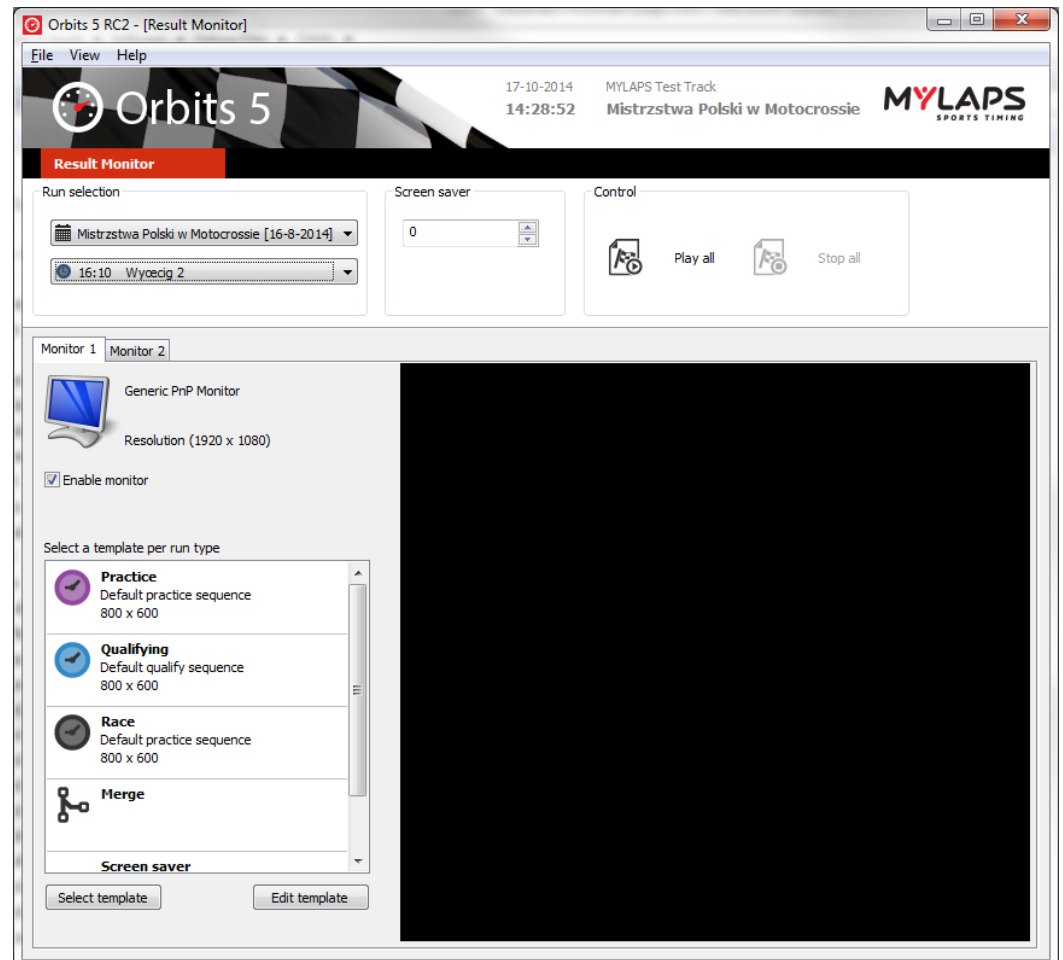 Orbits 5 RC2 - [Result Monitor]
File View Help
Orbits 5
17-10-2014
14:28:52
MYLAPS Test Track
Mistrzstwa Polski w Motocrossie
MYLAPS
SPORTS TIMING
Result Monitor
Run selection
Mistrzstwa Polski w Motocrossie [16-8-2014]
16:10 Wyœcig 2
Screen saver
0
Control
Play all
Stop all
Monitor 1
Monitor 2
Generic PnP Monitor
Resolution (1920 x 1080)
Enable monitor
Select a template per run type
Practice
Default practice sequence
800 x 600
Qualifying
Default qualify sequence
800 x 600
Race
Default practice sequence
800 x 600
Merge
Screen saver
Select template
Edit template